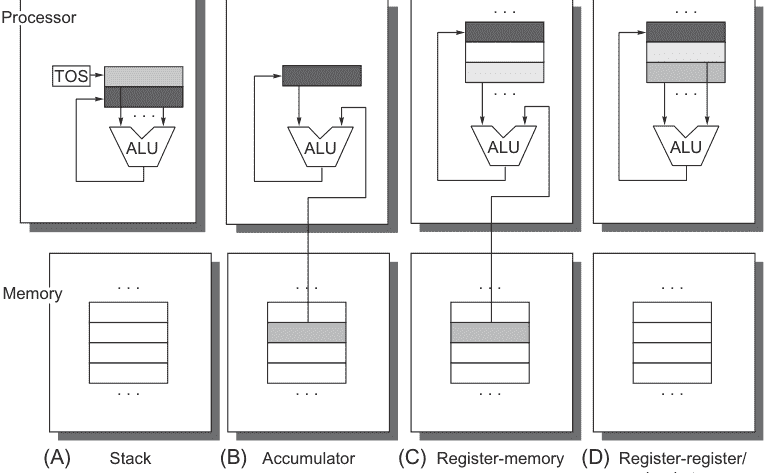 Processor
TOS
ALU
ALU
ALU
ALU
Memory
(A) Stack
(B) Accumulator
(C) Register-memory
(D) Register-register/